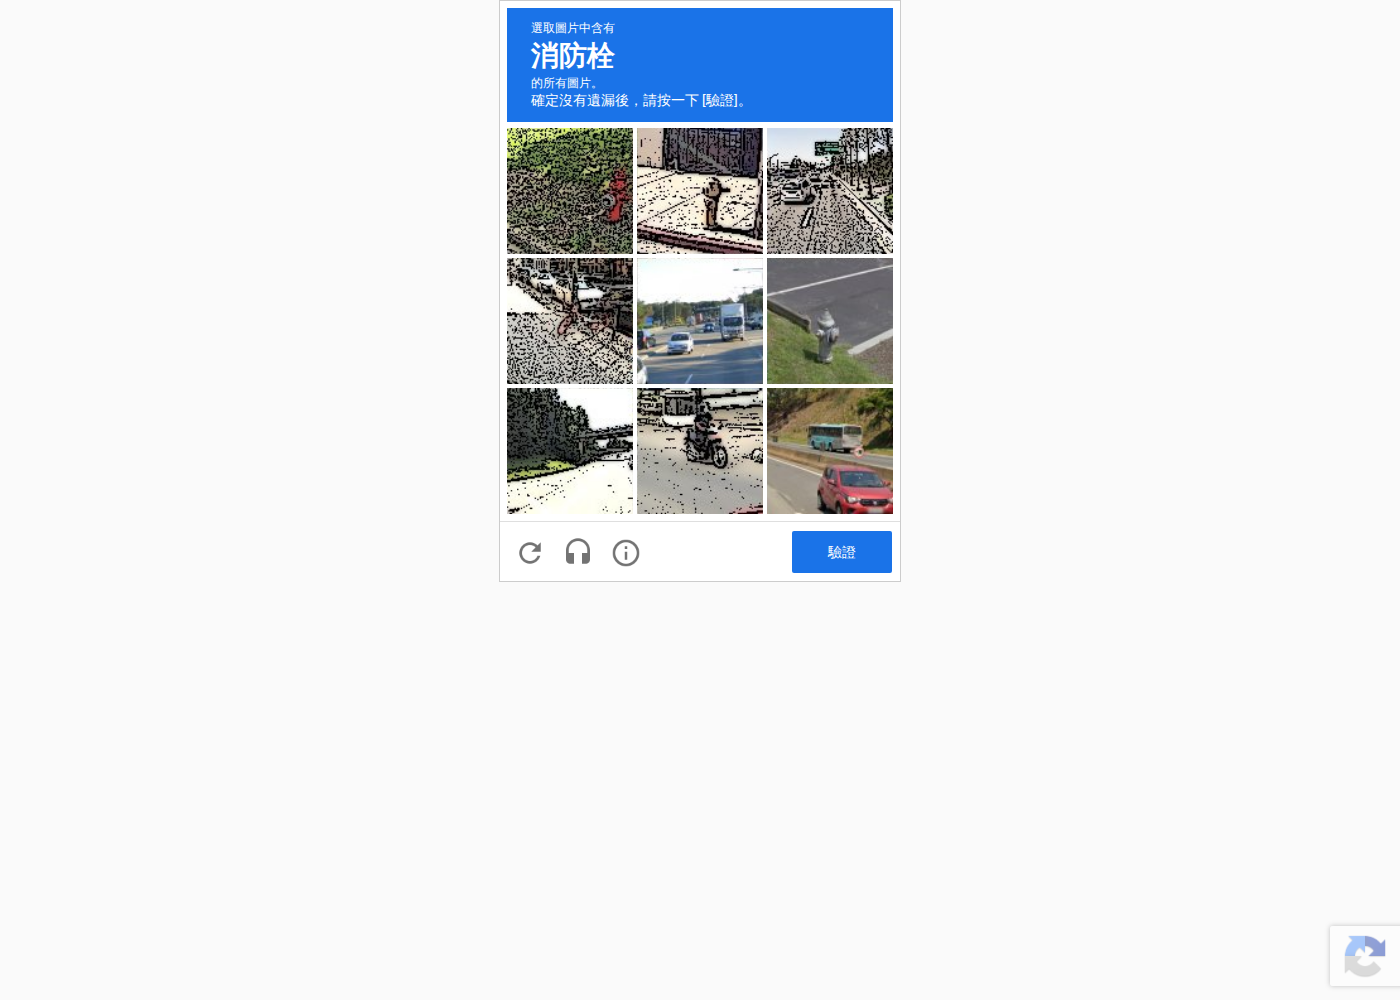 選取圖片中含有
消防栓
的所有圖片。
確定沒有遺漏後，請按一下 [驗證]。
驗證